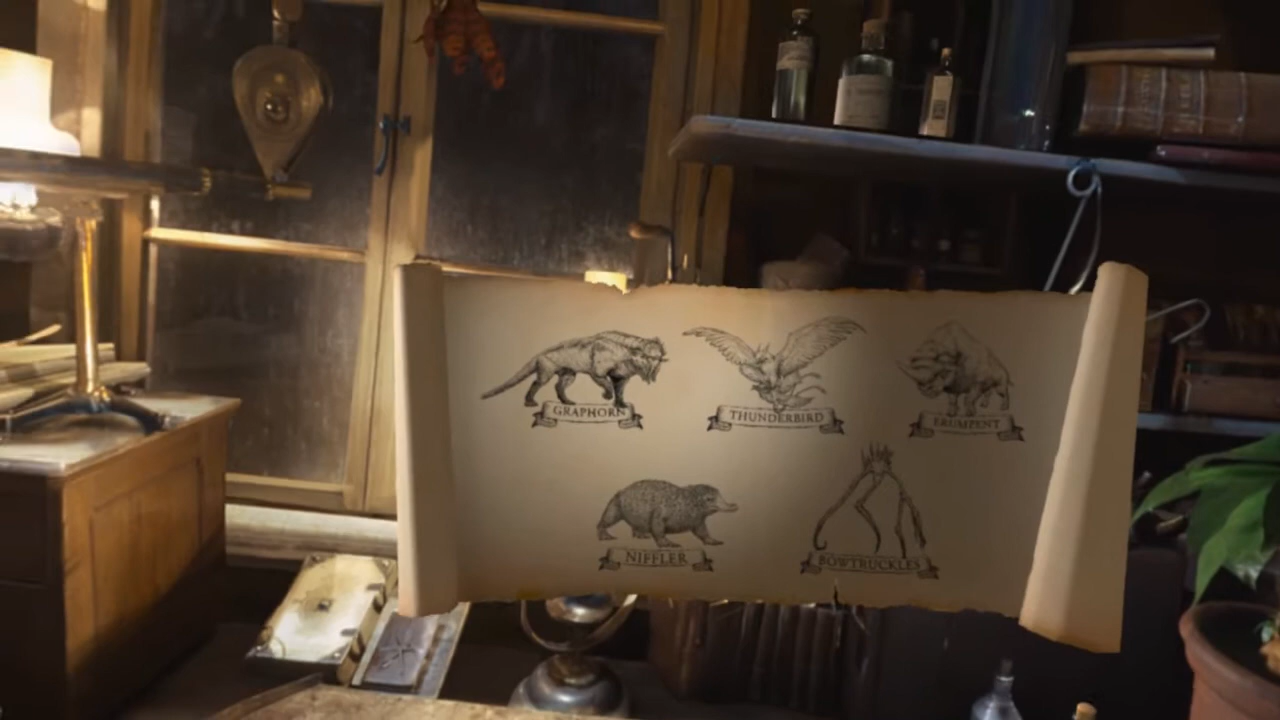 GRAPHORN
THUNDERBIRD
ERUMPENT
NIFFLER
BOWTRUCKLES